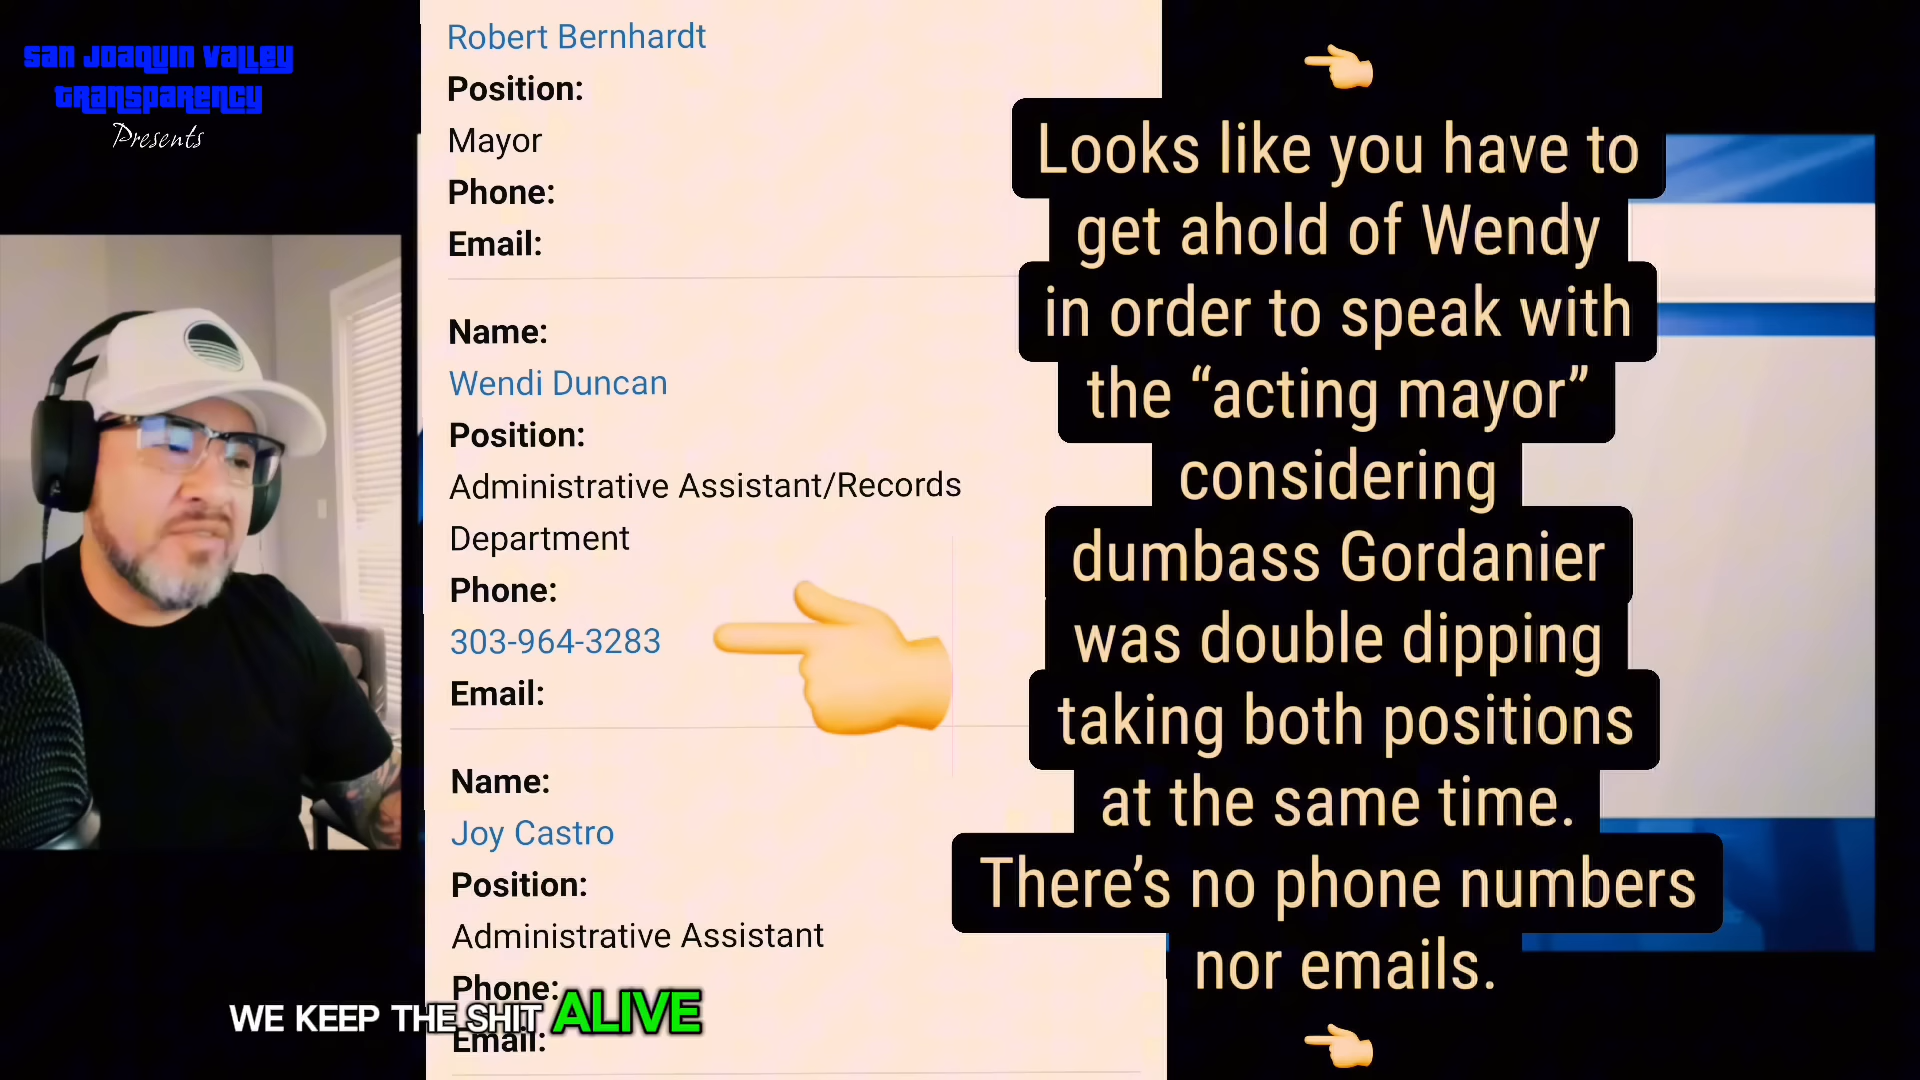 San Joaquin Valley
Transparency
Presents
Robert Bernhardt
Position:
Mayor
Phone:
Email:
Name:
Wendi Duncan
Position:
Administrative Assistant/Records
Department
Phone:
303-964-3283
Email:
Name:
Joy Castro
Position:
Administrative Assistant
Phone:
Email:
Looks like you have to
get ahold of Wendy
in order to speak with
the “acting mayor”
considering
dumbass Gordanier
was double dipping
taking both positions
at the same time.
There’s no phone numbers
nor emails.
WE KEEP THE SHIT ALIVE